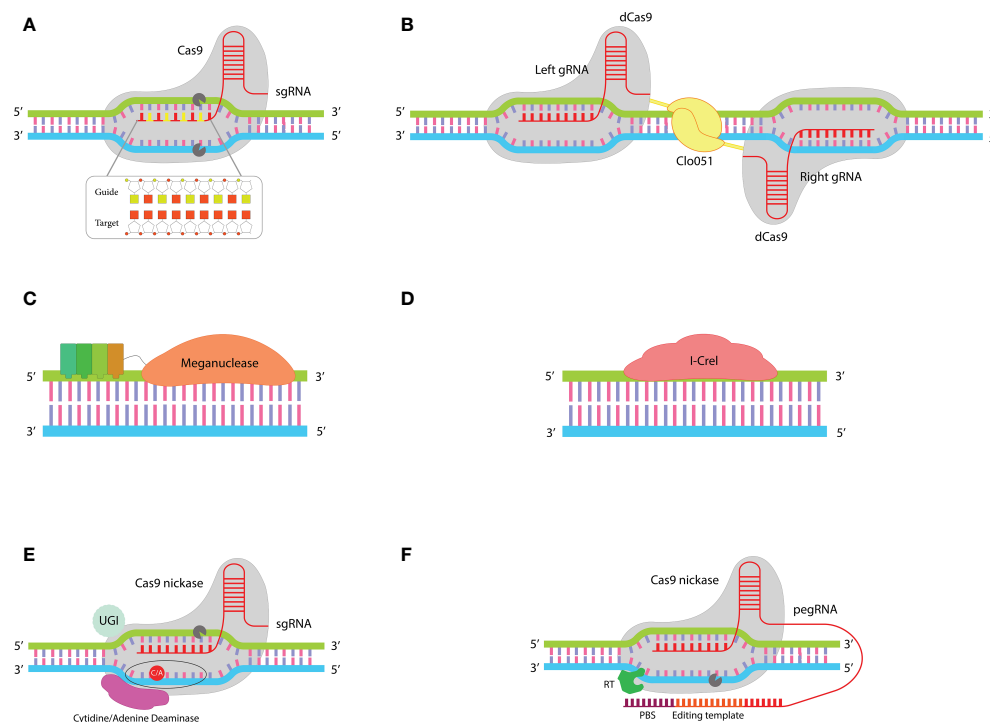 A
Cas9
sgRNA
5′ 3′
3′ 5′
Guide
Target
B
dCas9
Left gRNA
5′ 3′
3′
Clo051
Right gRNA
dCas9
C
Meganuclease
5′ 3′
3′ 5′
D
I-CreI
5′ 3′
3′ 5′
E
Cas9 nickase
UGI
sgRNA
5′ 3′
C/A
3′ 5′
Cytidine/Adenine Deaminase
F
Cas9 nickase
pegRNA
5′ 3′
3′ 5′
RT
PBS Editing template